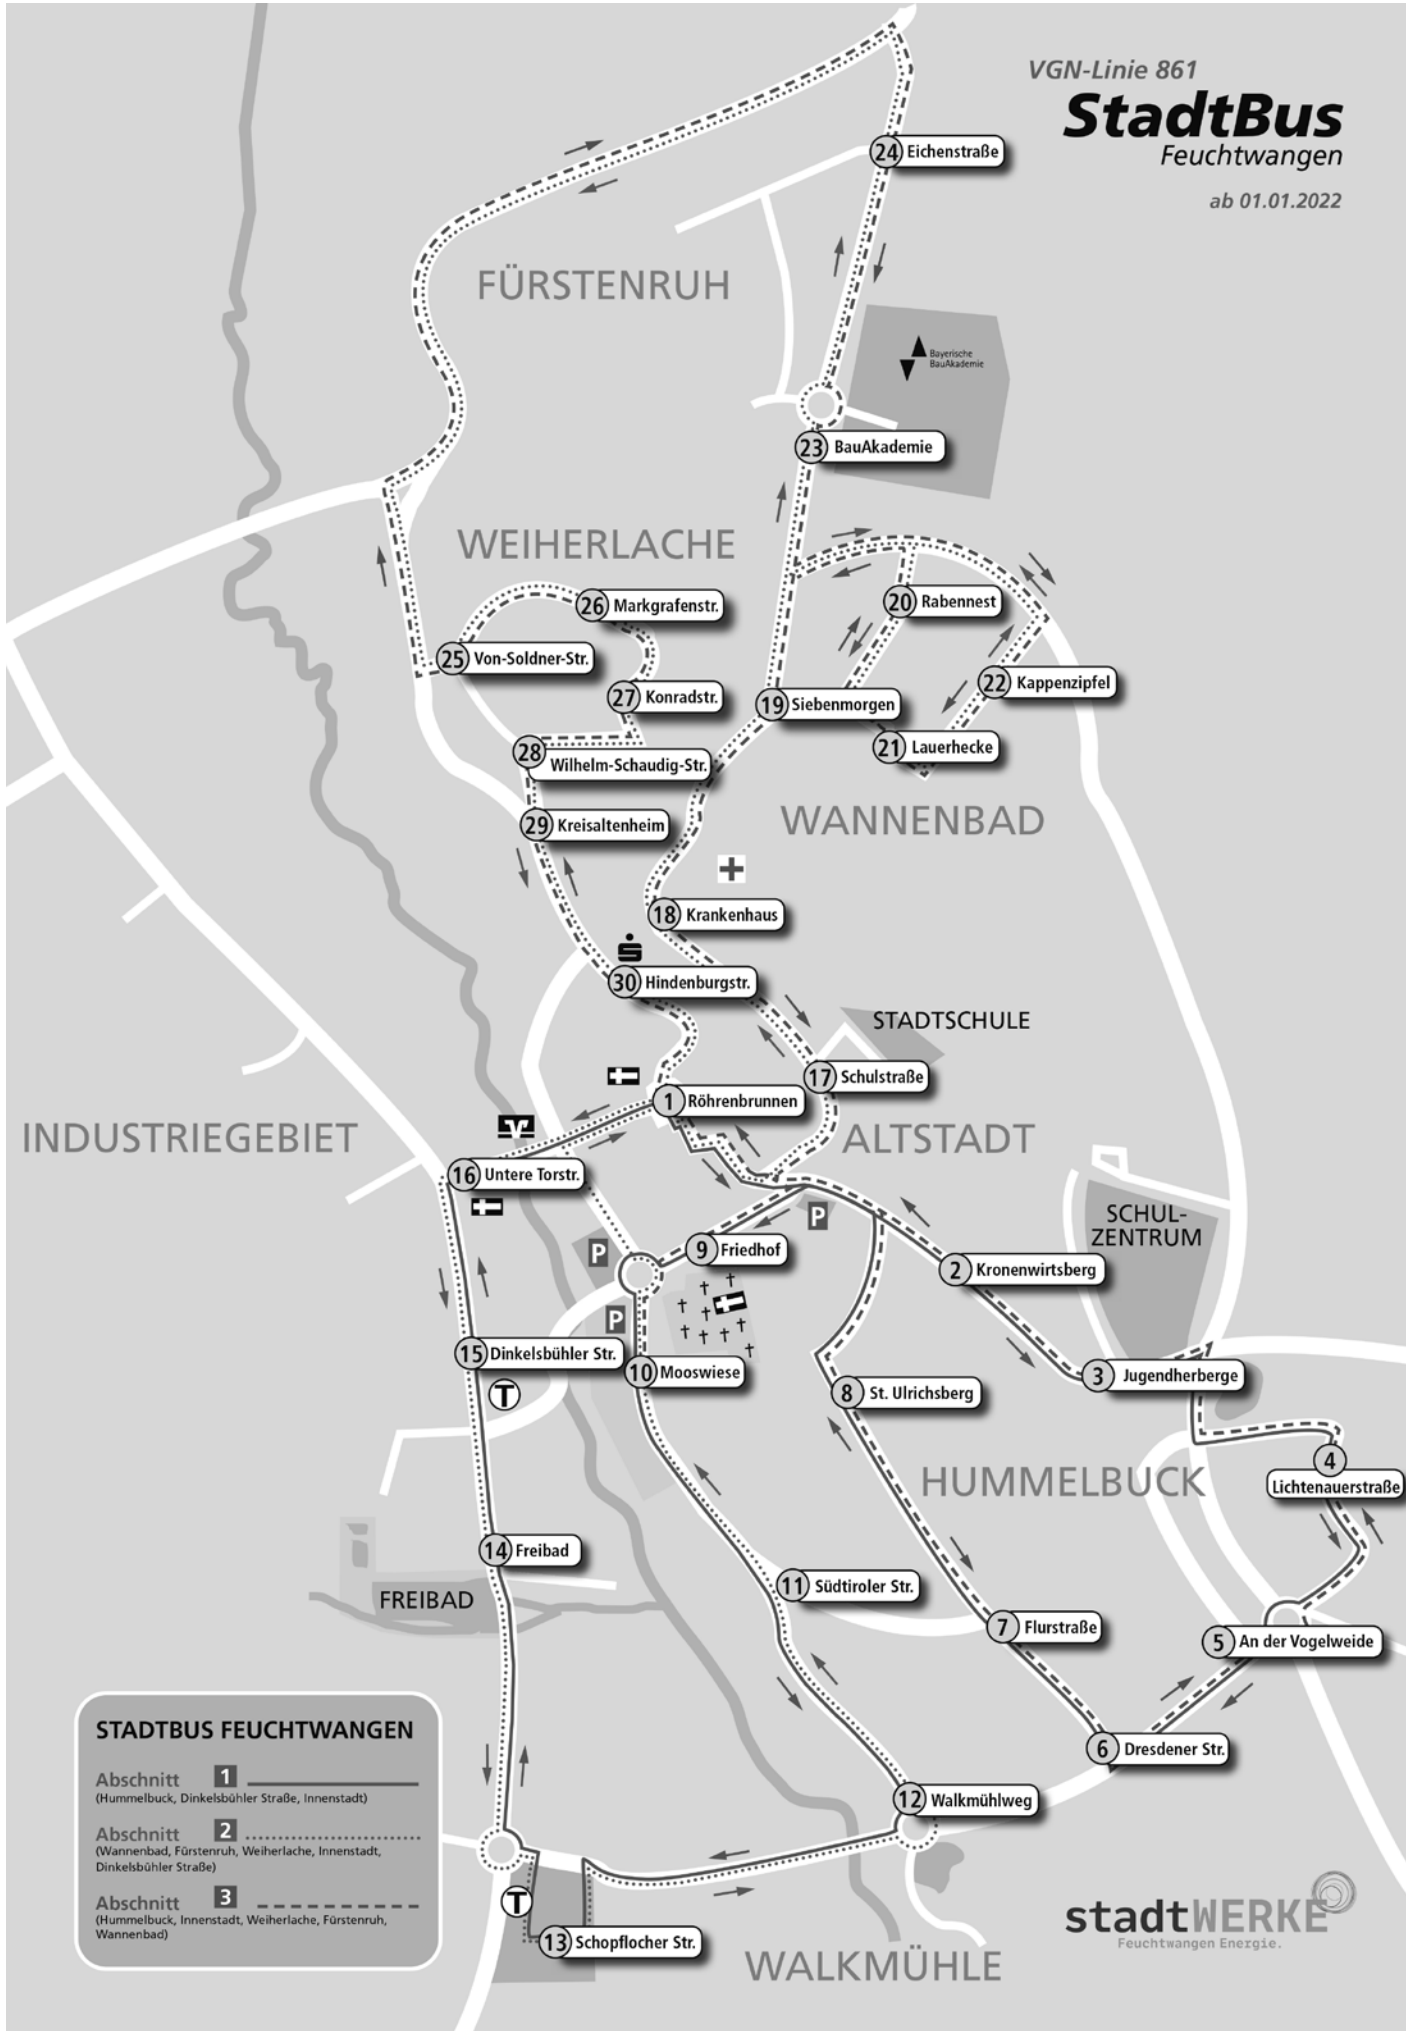 VGN-Linie 861
StadtBus
Feuchtwangen
ab 01.01.2022
24 Eichenstraße
FÜRSTENRUH
Bayerische
BauAkademie
23 BauAkademie
WEIHERLACHE
26 Markgrafenstr.
20 Rabennest
25 Von-Soldner-Str.
22 Kappenzipfel
27 Konradstr.
19 Siebenmorgen
21 Lauerhecke
28
Wilhelm-Schaudig-Str.
WANNENBAD
29 Kreisaltenheim
18 Krankenhaus
30 Hindenburgstr.
STADTSCHULE
17 Schulstraße
1 Röhrenbrunnen
INDUSTRIEGEBIET
ALTSTADT
16 Untere Torstr.
SCHUL-
ZENTRUM
P
P
9 Friedhof
2 Kronenwirtsberg
P
15 Dinkelsbühler Str.
10 Mooswiese
3 Jugendherberge
T
8 St. Ulrichsberg
4
Lichtenauerstraße
HUMMELBUCK
14 Freibad
FREIBAD
11 Südtiroler Str.
7 Flurstraße
5 An der Vogelweide
6 Dresdener Str.
12 Walkmühlweg
T
13 Schopflocher Str.
WALKMÜHLE
STADTBUS FEUCHTWANGEN
Abschnitt 1
(Hummelbuck, Dinkelsbühler Straße, Innenstadt)
Abschnitt 2
(Wannenbad, Fürstenruh, Weiherlache, Innenstadt,
Dinkelsbühler Straße)
Abschnitt 3
(Hummelbuck, Innenstadt, Weiherlache, Fürstenruh,
Wannenbad)
stadtWERKE
Feuchtwangen Energie.